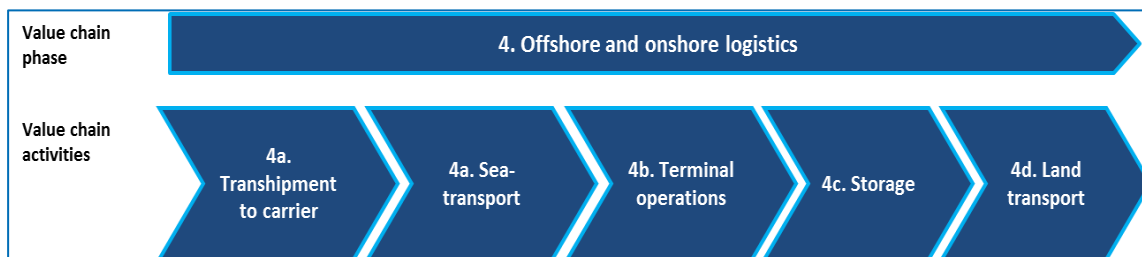 Value chain
phase
4. Offshore and onshore logistics
Value chain
activities
4a.
Transhipment
to carrier
4a. Sea-
transport
4b. Terminal
operations
4c. Storage
4d. Land
transport